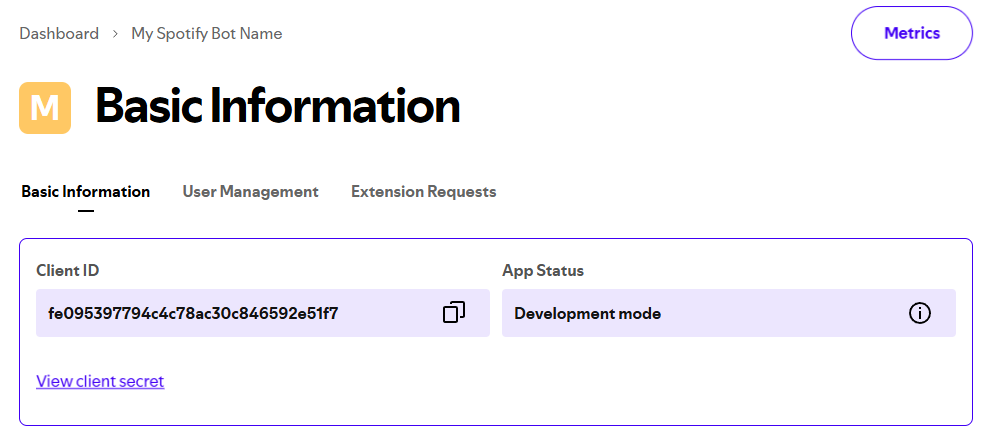 Dashboard > My Spotify Bot Name
Metrics
M
Basic Information
Basic Information User Management Extension Requests
Client ID App Status
fe095397794c4c78ac30c846592e51f7 Development mode
View client secret